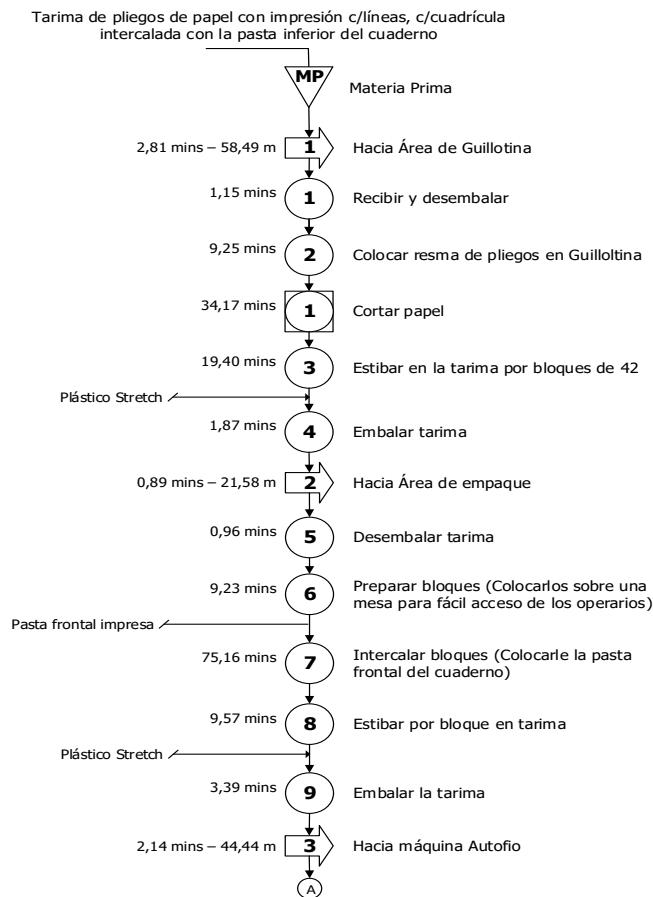 Tarima de pliegos de papel con impresión c/líneas, c/cuadrícula
intercalada con la pasta inferior del cuaderno
MP
Materia Prima
2,81 mins – 58,49 m 1 Hacia Área de Guillotina
1,15 mins 1 Recibir y desembalar
9,25 mins 2 Colocar resma de pliegos en Guilloltina
34,17 mins 1 Cortar papel
19,40 mins 3 Estibar en la tarima por bloques de 42
Plástico Stretch
1,87 mins 4 Embalar tarima
0,89 mins – 21,58 m 2 Hacia Área de empaque
0,96 mins 5 Desembalar tarima
9,23 mins 6 Preparar bloques (Colocarlos sobre una
mesa para fácil acceso de los operarios)
Pasta frontal impresa
75,16 mins 7 Intercalar bloques (Colocarle la pasta
frontal del cuaderno)
9,57 mins 8 Estibar por bloque en tarima
Plástico Stretch
3,39 mins 9 Embalar la tarima
2,14 mins – 44,44 m 3 Hacia máquina Autofio
A